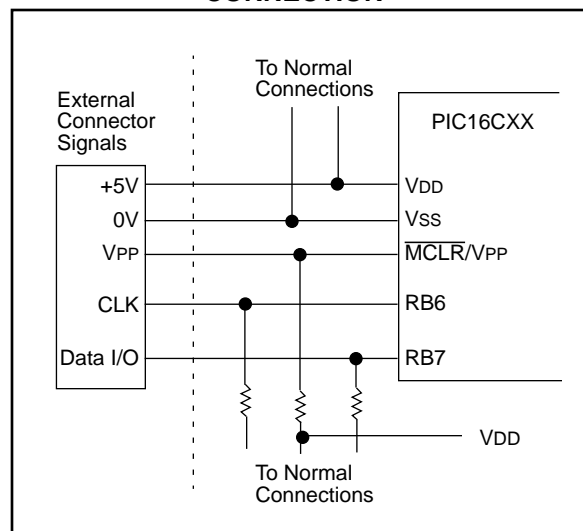 CONNECTION
To Normal
Connections
External
Connector
Signals
PIC16CXX
+5V
VDD
0V
VSS
VPP
MCLR/VPP
CLK
RB6
Data I/O
RB7
VDD
To Normal
Connections